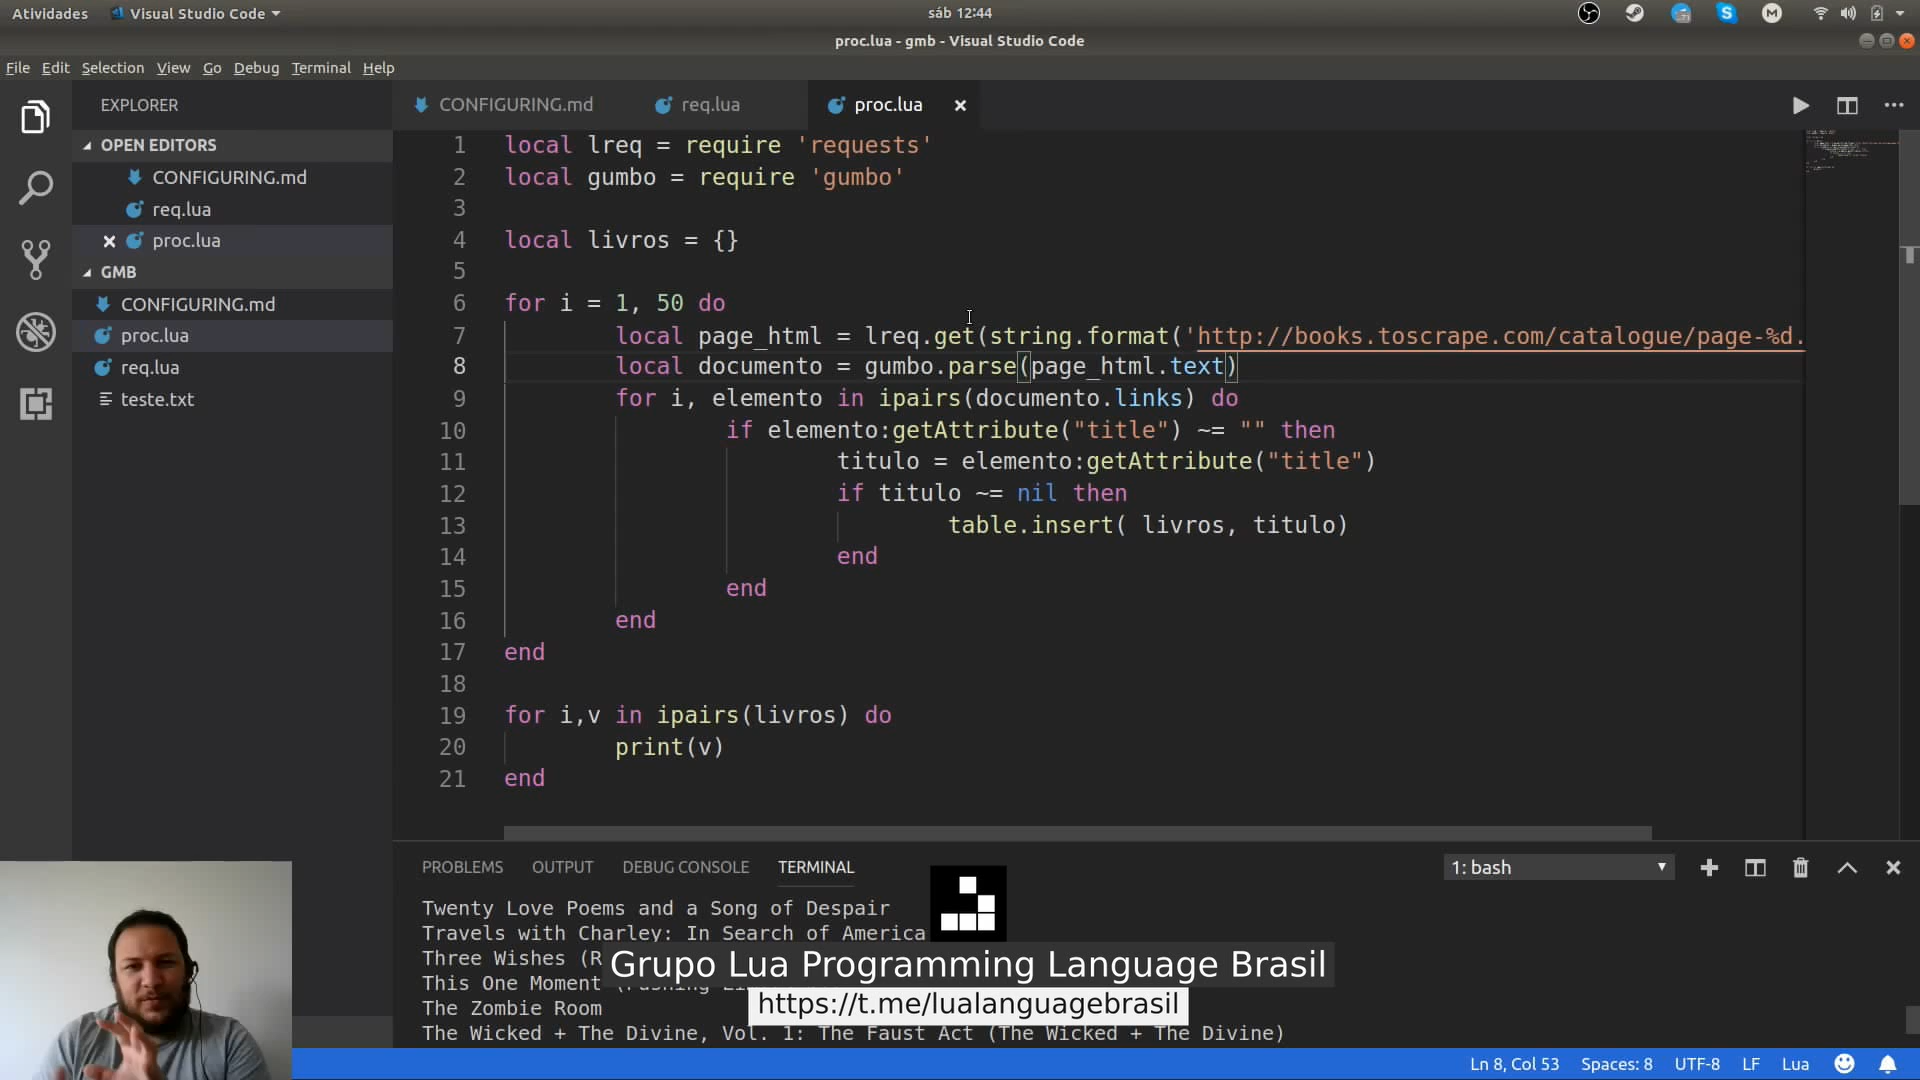 Atividades Visual Studio Code sáb 12:44 71 M
proc.lua - gmb - Visual Studio Code
File Edit Selection View Go Debug Terminal Help
EXPLORER
OPEN EDITORS
CONFIGURING.md
req.lua
proc.lua
GMB
CONFIGURING.md
proc.lua
req.lua
teste.txt
CONFIGURING.md req.lua proc.lua
1 local lreq = require 'requests'
2 local gumbo = require 'gumbo'
3
4 local livros = {}
5
6 for i = 1, 50 do
7 local page_html = lreq.get(string.format('http://books.toscrape.com/catalogue/page-%d.
8 local documento = gumbo.parse(page_html.text)
9 for i, elemento in ipairs(documento.links) do
10 if elemento:getAttribute("title") ~= "" then
11 titulo = elemento:getAttribute("title")
12 if titulo ~= nil then
13 table.insert( livros, titulo)
14 end
15 end
16 end
17 end
18
19 for i,v in ipairs(livros) do
20 print(v)
21 end
PROBLEMS OUTPUT DEBUG CONSOLE TERMINAL 1: bash
Twenty Love Poems and a Song of Despair
Travels with Charley: In Search of America
Three Wishes (R
This One Moment
The Zombie Room
The Wicked + The Divine, Vol. 1: The Faust Act (The Wicked + The Divine)
Grupo Lua Programming Language Brasil
https://t.me/lualanguagebrasil
Ln 8, Col 53 Spaces: 8 UTF-8 LF Lua